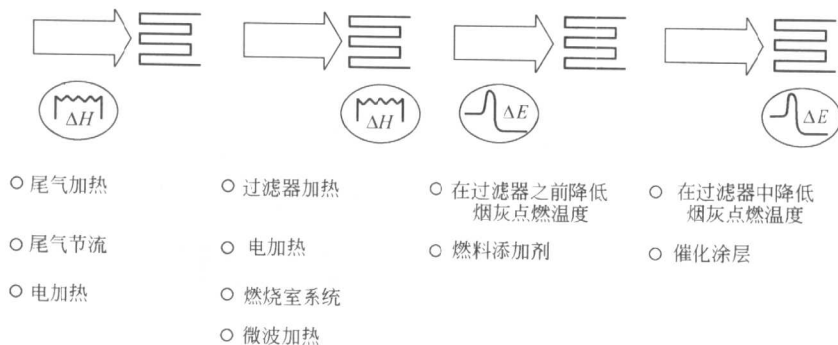 ΔH
ΔH
ΔE
ΔE
○ 尾气加热
○ 尾气节流
○ 电加热
○ 过滤器加热
○ 电加热
○ 燃烧室系统
○ 微波加热
○ 在过滤器之前降低
烟灰点燃温度
○ 燃料添加剂
○ 在过滤器中降低
烟灰点燃温度
○ 催化涂层